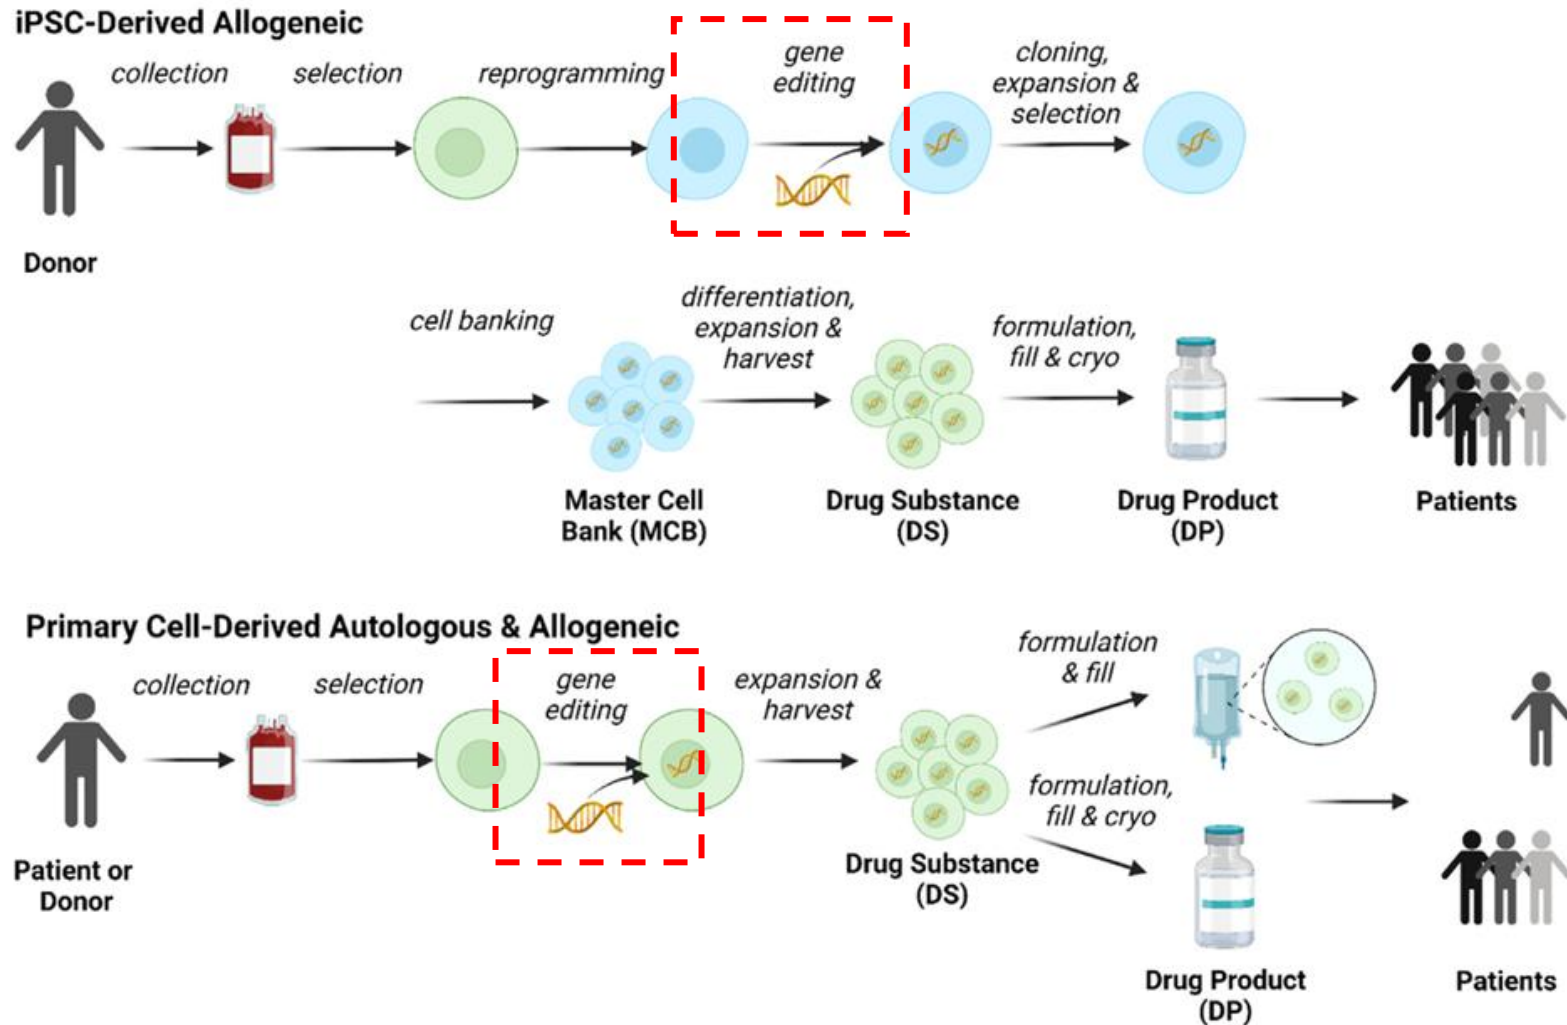 iPSC-Derived Allogeneic
collection
selection
reprogramming
gene
editing
cloning,
expansion &
selection
Donor
cell banking
differentiation,
expansion &
harvest
formulation,
fill & cryo
Master Cell
Bank (MCB)
Drug Substance
(DS)
Drug Product
(DP)
Patients
Primary Cell-Derived Autologous & Allogeneic
collection
selection
gene
editing
expansion &
harvest
formulation
& fill
formulation,
fill & cryo
Patient or
Donor
Drug Substance
(DS)
Drug Product
(DP)
Patients